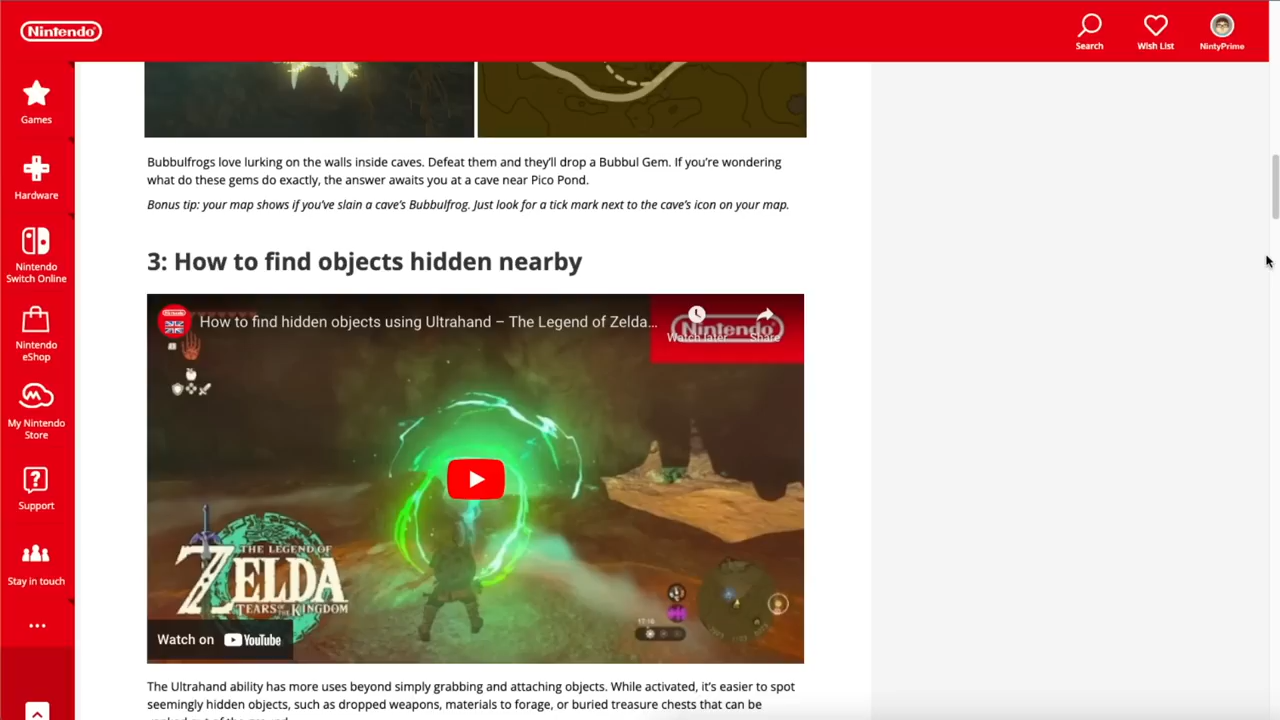 Nintendo
Search
Wish List
NintyPrime
Games
Hardware
Nintendo
Switch Online
Nintendo
eShop
My Nintendo
Store
Support
Stay in touch
Bubbulfrogs love lurking on the walls inside caves. Defeat them and they'll drop a Bubbul Gem. If you're wondering
what do these gems do exactly, the answer awaits you at a cave near Pico Pond.
Bonus tip: your map shows if you've slain a cave's Bubbulfrog. Just look for a tick mark next to the cave's icon on your map.
3: How to find objects hidden nearby
How to find hidden objects using Ultrahand – The Legend of Zelda...
Nintendo
Watch later
Share
THE LEGEND OF
ZELDA
TEARS OF THE KINGDOM
17:16
Watch on YouTube
The Ultrahand ability has more uses beyond simply grabbing and attaching objects. While activated, it's easier to spot
seemingly hidden objects, such as dropped weapons, materials to forage, or buried treasure chests that can be